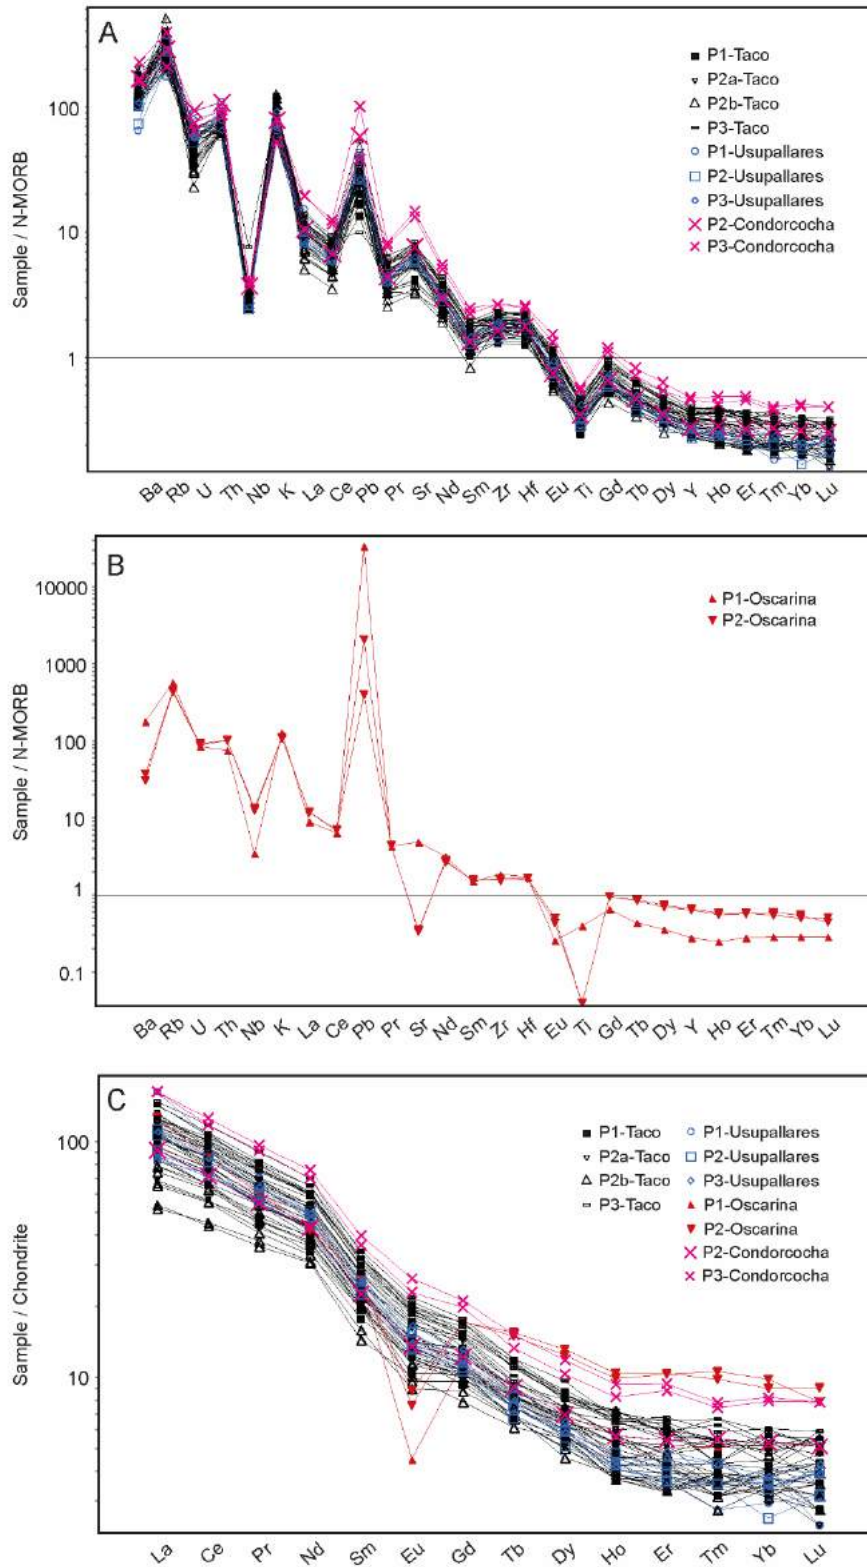 A
P1-Taco
P2a-Taco
P2b-Taco
P3-Taco
P1-Usupallares
P2-Usupallares
P3-Usupallares
P2-Condorcocha
P3-Condorcocha
100
10
1
Sample / N-MORB
Ba Rb U Th Nb K La Ce Pb Pr Sr Nd Sm Zr Hf Eu Ti Gd Tb Dy Y Ho Er Tm Yb Lu
B
P1-Oscarina
P2-Oscarina
10000
1000
100
10
1
0.1
Sample / N-MORB
Ba Rb U Th Nb K La Ce Pb Pr Sr Nd Sm Zr Hf Eu Ti Gd Tb Dy Y Ho Er Tm Yb Lu
C
P1-Taco
P2a-Taco
P2b-Taco
P3-Taco
P1-Usupallares
P2-Usupallares
P3-Usupallares
P1-Oscarina
P2-Oscarina
P2-Condorcocha
P3-Condorcocha
100
10
Sample / Chondrite
La Ce Pr Nd Sm Eu Gd Tb Dy Ho Er Tm Yb Lu